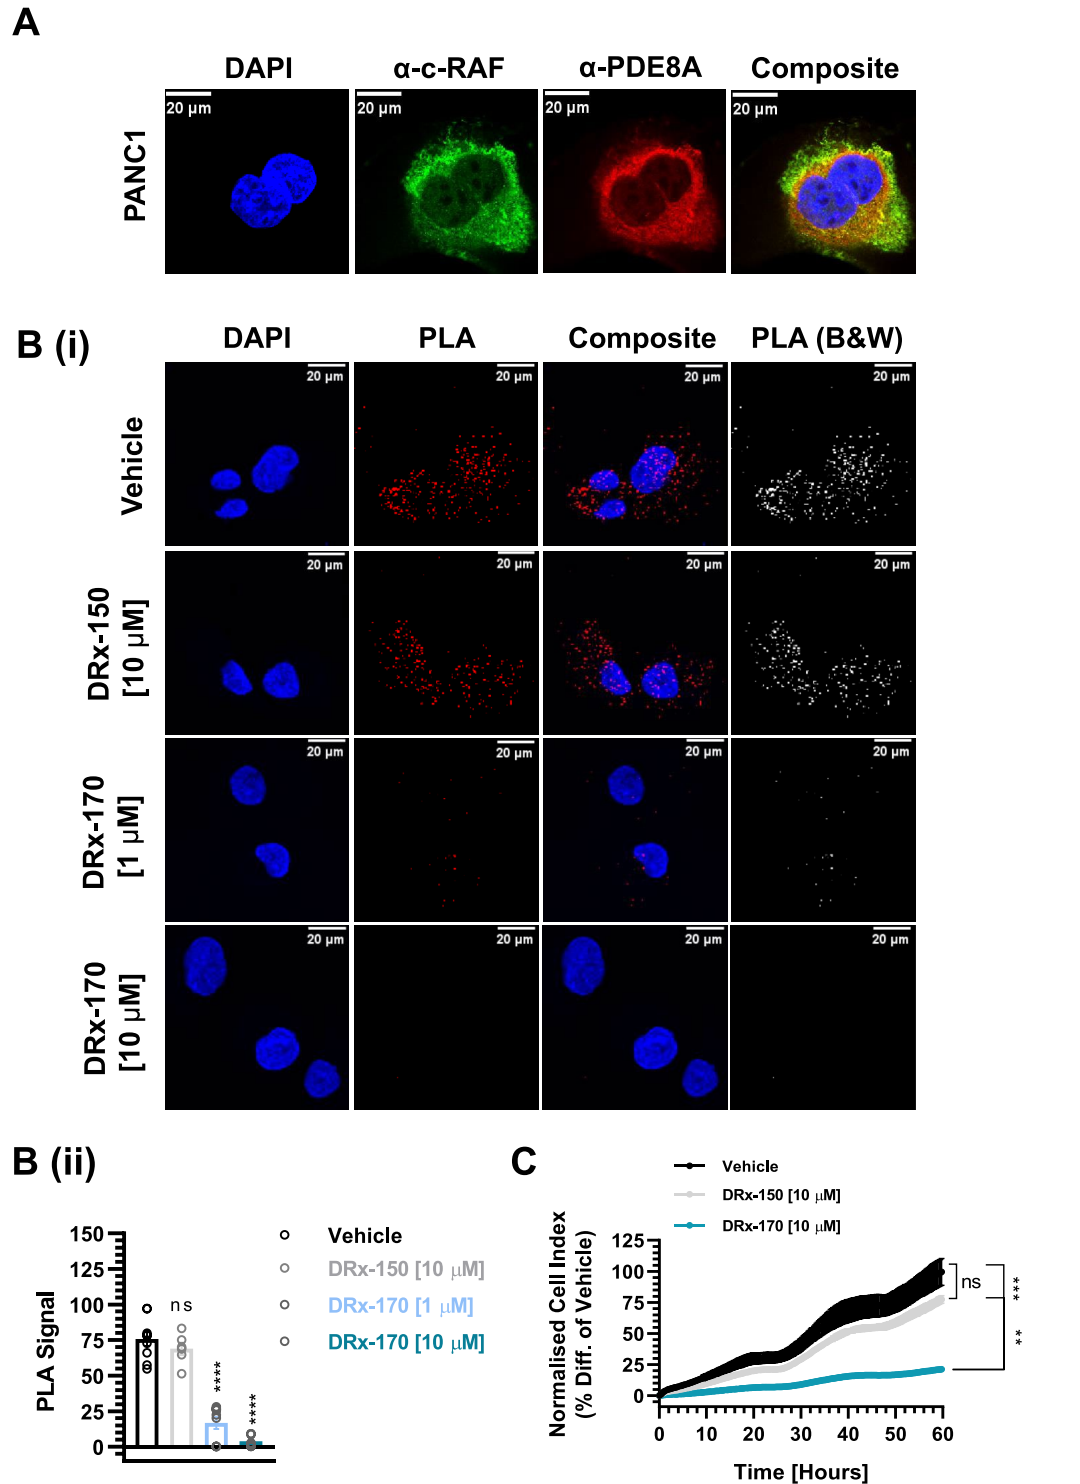 A
DAPI
α-c-RAF
α-PDE8A
Composite
PANC1
20 µm
20 µm
20 µm
20 µm
B (i)
DAPI
PLA
Composite
PLA (B&W)
Vehicle
20 µm
20 µm
20 µm
20 µm
DRx-150
[10 µM]
20 µm
20 µm
20 µm
20 µm
DRx-170
[1 µM]
20 µm
20 µm
20 µm
20 µm
DRx-170
[10 µM]
20 µm
20 µm
20 µm
20 µm
B (ii)
PLA Signal
150
125
100
75
50
25
0
ns
****
****
Vehicle
DRx-150 [10 µM]
DRx-170 [1 µM]
DRx-170 [10 µM]
C
Vehicle
DRx-150 [10 µM]
DRx-170 [10 µM]
Normalised Cell Index
(% Diff. of Vehicle)
125
100
75
50
25
0
ns
***
**
0 10 20 30 40 50 60
Time [Hours]